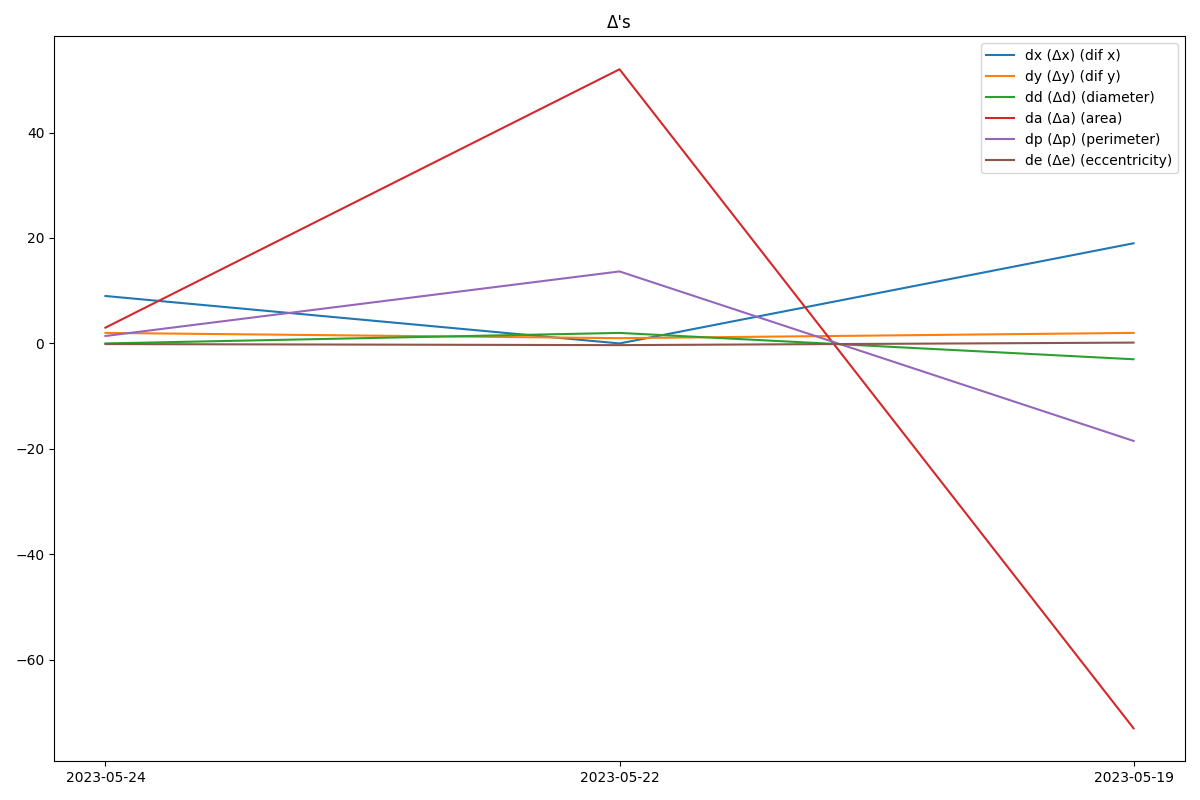 Δ's
dx (Δx) (dif x)
dy (Δy) (dif y)
dd (Δd) (diameter)
da (Δa) (area)
dp (Δp) (perimeter)
de (Δe) (eccentricity)
40
20
0
−20
−40
−60
2023-05-24 2023-05-22 2023-05-19